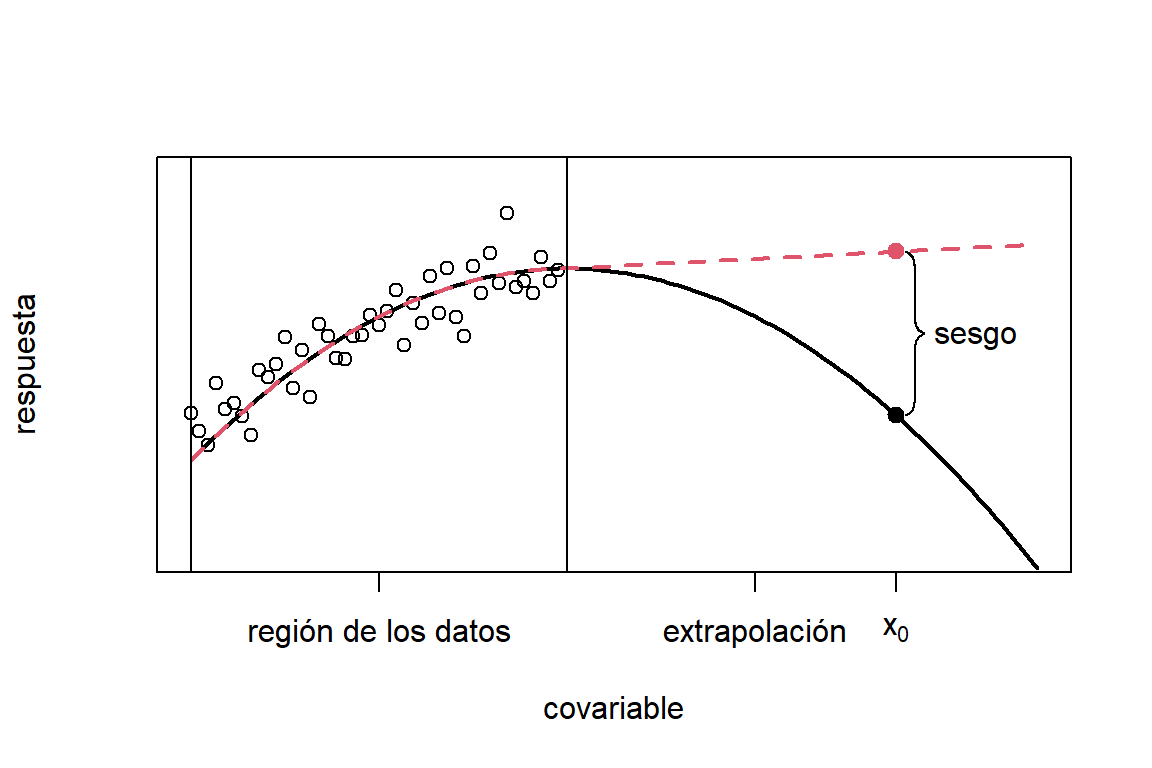 respuesta
sesgo
región de los datos
extrapolación
x₀
covariable